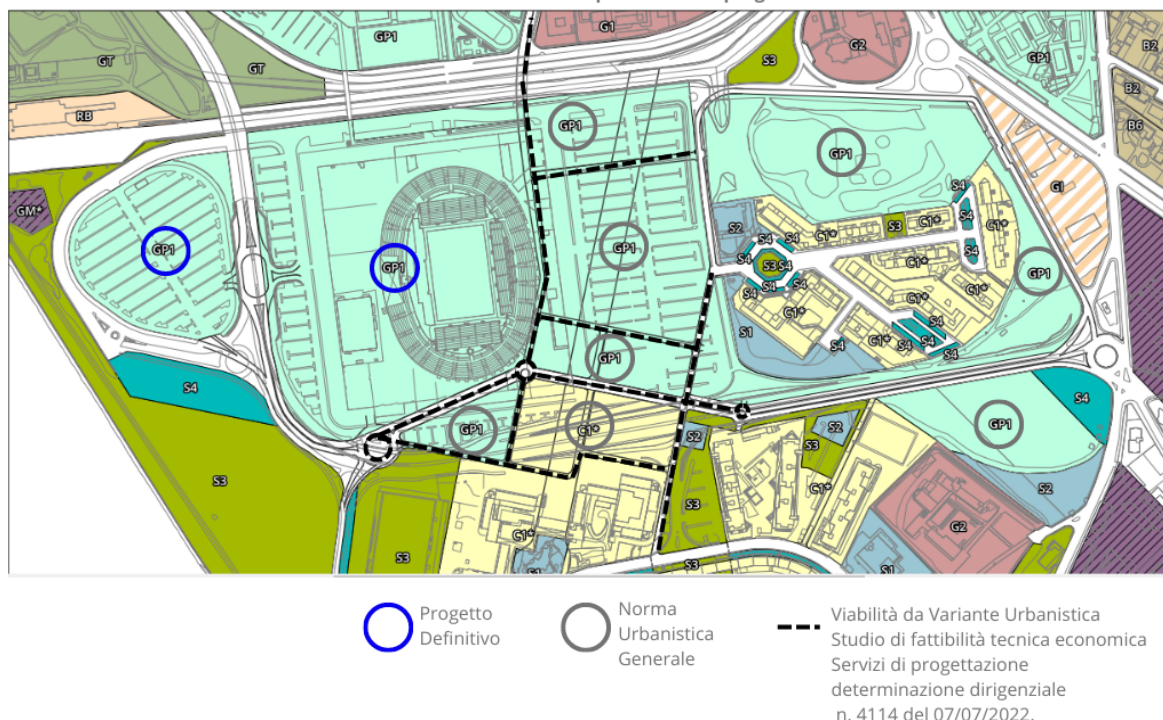 GP1
G1
G2
S3
GP1
B2
GT
GT
B2
RB
GP1
B6
GP1
GI
GM*
S4
S2
C1*
S3
C1*
S4
C1*
GP1
GP1
GP1
S4
S4
S4
S3
S4
C1*
S4
GP1
S4
S4
S4
C1*
C1*
C1*
S4
S1
S4
C1*
S4
S4
S4
GP1
S4
S4
GP1
C1*
S2
S2
GP1
S3
S3
C1*
S2
S3
G2
C1*
S3
S1
S3
S1
Progetto
Definitivo
Norma
Urbanistica
Generale
Viabilità da Variante Urbanistica
Studio di fattibilità tecnica economica
Servizi di progettazione
determinazione dirigenziale
n. 4114 del 07/07/2022.